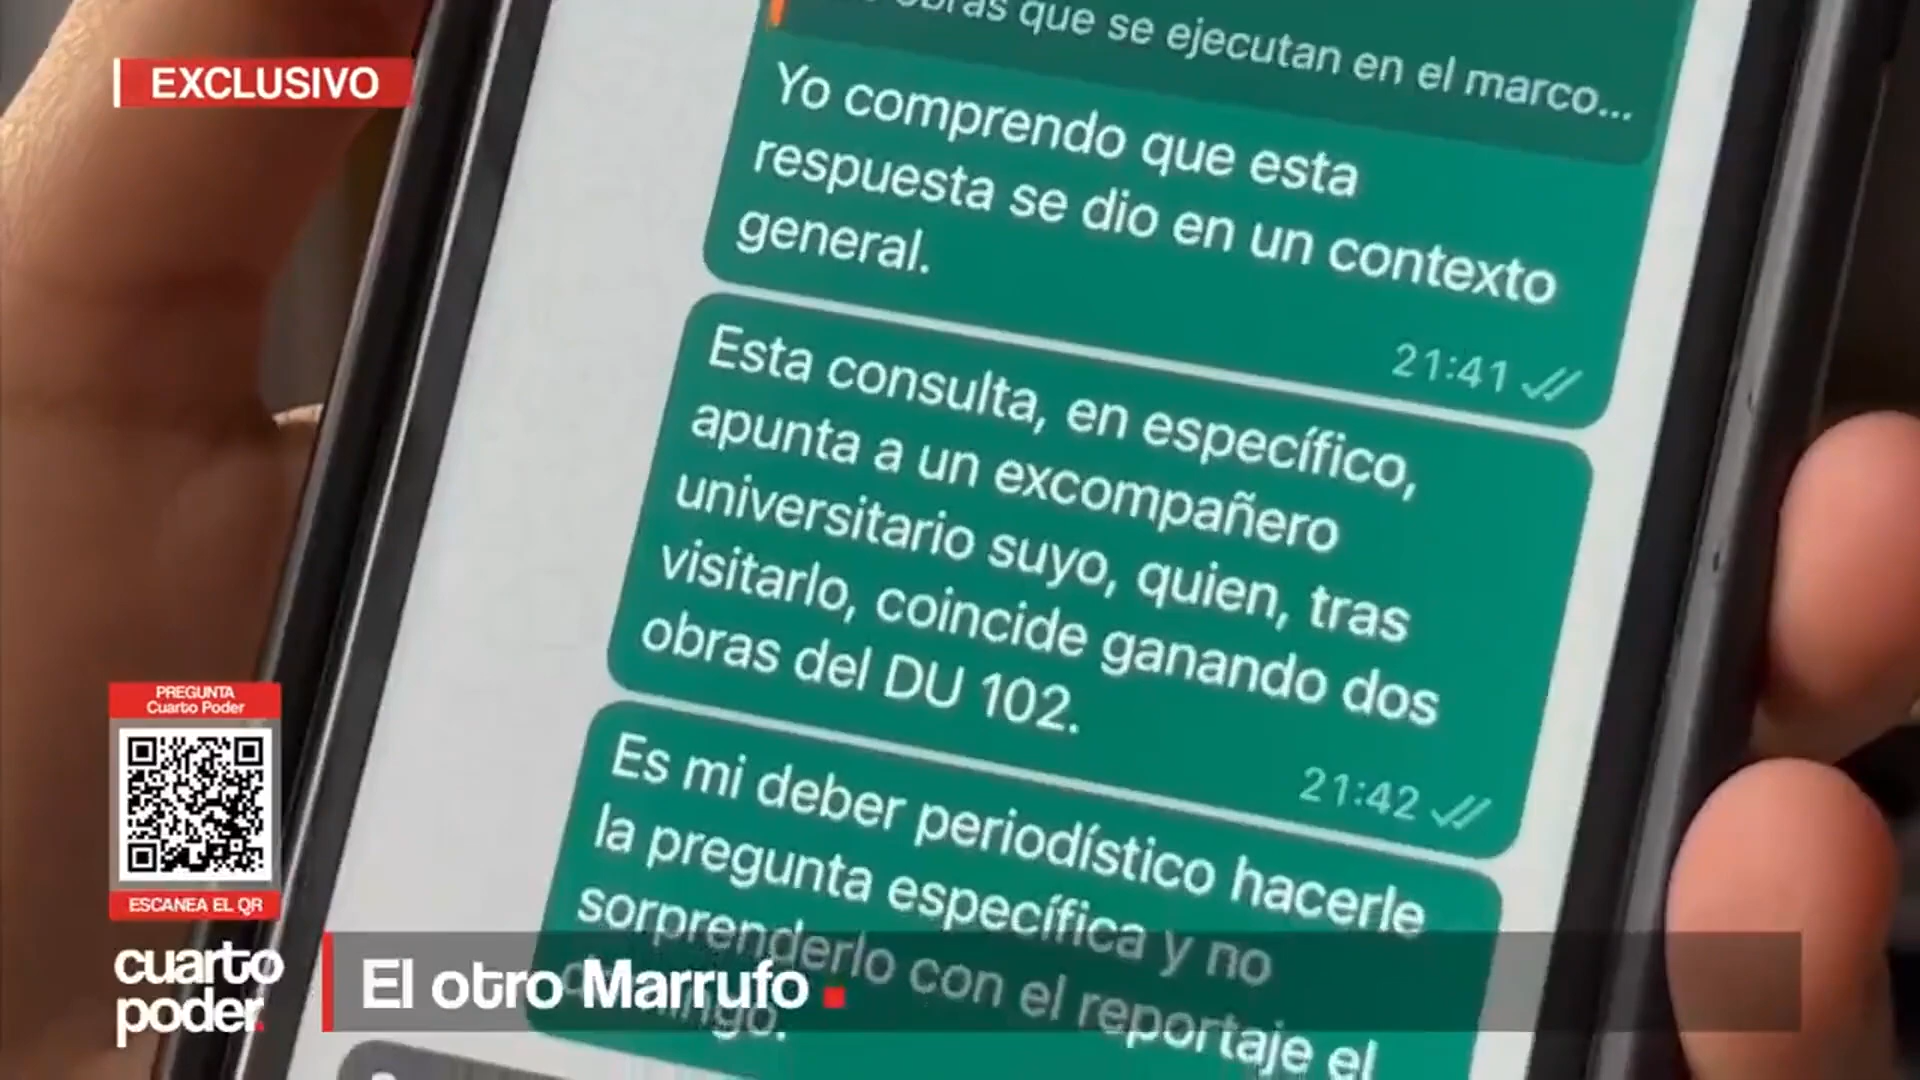 EXCLUSIVO
obras que se ejecutan en el marco...
Yo comprendo que esta
respuesta se dio en un contexto
general.
21:41
Esta consulta, en específico,
apunta a un excompañero
universitario suyo, quien, tras
visitarlo, coincide ganando dos
obras del DU 102.
21:42
Es mi deber periodístico hacerle
la pregunta específica y no
sorprenderlo con el reportaje el
domingo.
PREGUNTA
Cuarto Poder
ESCANEA EL QR
cuarto
poder.
El otro Marrufo